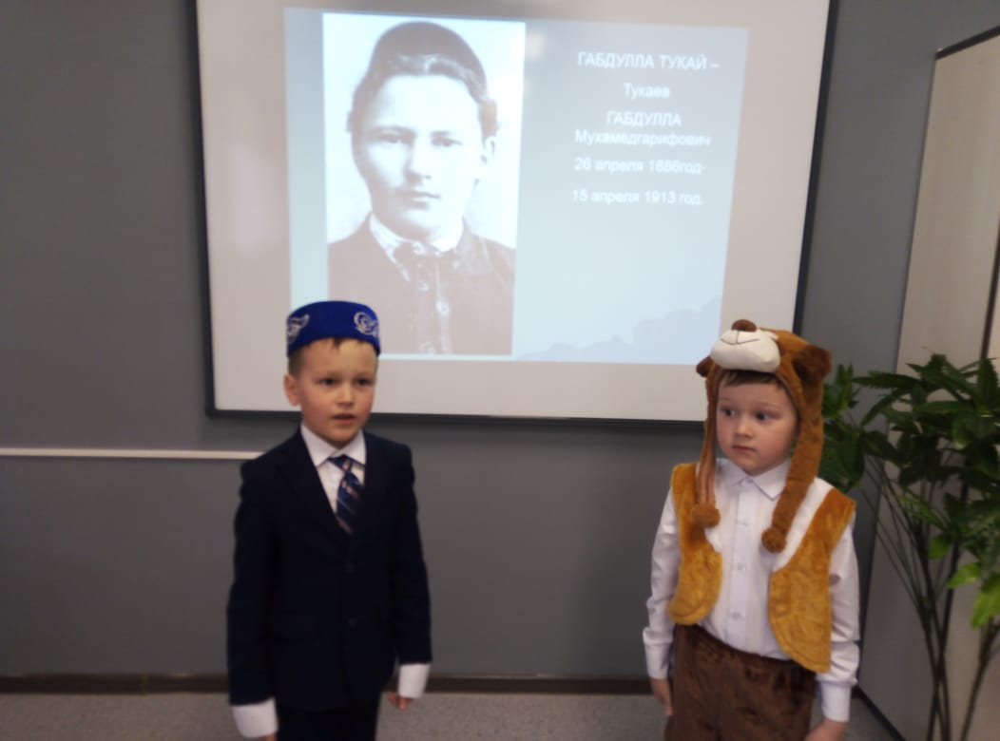 ГАБДУЛЛА ТУКАЙ –
Тукаев
ГАБДУЛЛА
Мухамедгарифович
26 апреля 1886год-
15 апреля 1913 год.